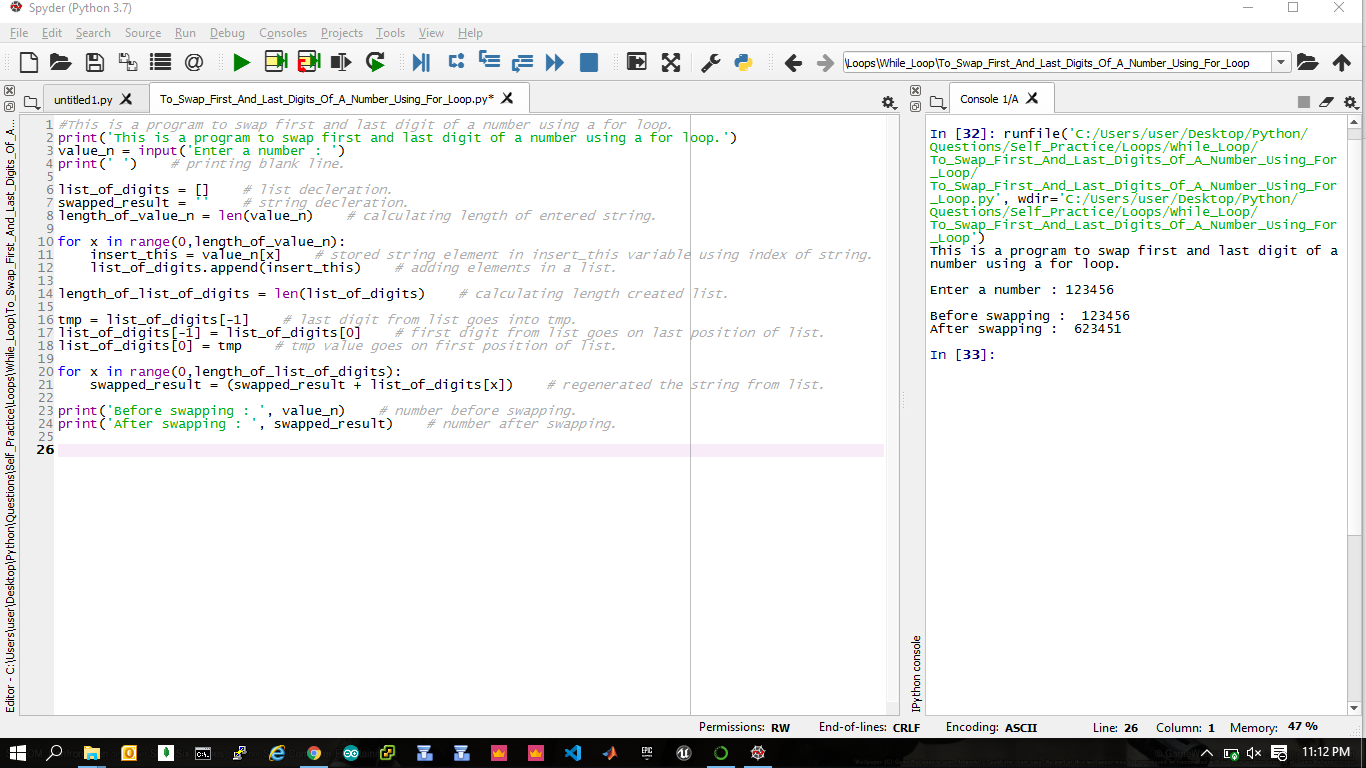 Spyder (Python 3.7)
File Edit Search Source Run Debug Consoles Projects Tools View Help
\Loops\While_Loop\To_Swap_First_And_Last_Digits_Of_A_Number_Using_For_Loop
untitled1.py To_Swap_First_And_Last_Digits_Of_A_Number_Using_For_Loop.py*
Editor - C:\Users\user\Desktop\Python\Questions\Self_Practice\Loops\While_Loop\To_Swap_First_And_Last_Digits_Of_A...
1 #This is a program to swap first and last digit of a number using a for loop.
2 print('This is a program to swap first and last digit of a number using a for loop.')
3 value_n = input('Enter a number : ')
4 print(' ')    # printing blank line.
5
6 list_of_digits = []    # list decleration.
7 swapped_result = ''    # string decleration.
8 length_of_value_n = len(value_n)    # calculating length of entered string.
9
10 for x in range(0,length_of_value_n):
11     insert_this = value_n[x]    # stored string element in insert_this variable using index of string.
12     list_of_digits.append(insert_this)    # adding elements in a list.
13
14 length_of_list_of_digits = len(list_of_digits)    # calculating length created list.
15
16 tmp = list_of_digits[-1]    # last digit from list goes into tmp.
17 list_of_digits[-1] = list_of_digits[0]    # first digit from list goes on last position of list.
18 list_of_digits[0] = tmp    # tmp value goes on first position of list.
19
20 for x in range(0,length_of_list_of_digits):
21     swapped_result = (swapped_result + list_of_digits[x])    # regenerated the string from list.
22
23 print('Before swapping : ', value_n)    # number before swapping.
24 print('After swapping : ', swapped_result)    # number after swapping.
25
26
Console 1/A
In [32]: runfile('C:/Users/user/Desktop/Python/
Questions/Self_Practice/Loops/While_Loop/
To_Swap_First_And_Last_Digits_Of_A_Number_Using_For
_Loop/
To_Swap_First_And_Last_Digits_Of_A_Number_Using_For
_Loop.py', wdir='C:/Users/user/Desktop/Python/
Questions/Self_Practice/Loops/While_Loop/
To_Swap_First_And_Last_Digits_Of_A_Number_Using_For
_Loop')
This is a program to swap first and last digit of a
number using a for loop.
Enter a number : 123456
Before swapping :  123456
After swapping :  623451
In [33]:
IPython console
Permissions: RW End-of-lines: CRLF Encoding: ASCII Line: 26 Column: 1 Memory: 47 %
EPIC
11:12 PM